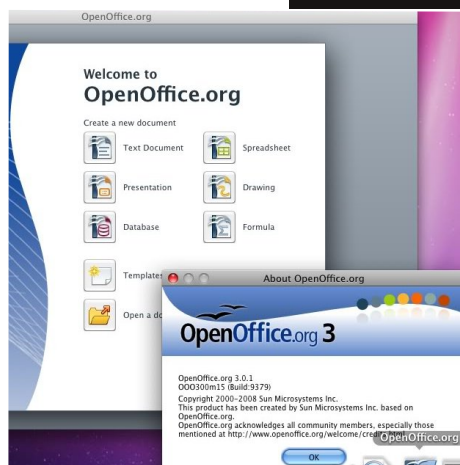 OpenOffice.org
Welcome to
OpenOffice.org
Create a new document
Text Document
Spreadsheet
Presentation
Drawing
Database
Formula
Templates
Open a do
About OpenOffice.org
OpenOffice.org 3
OpenOffice.org 3.0.1
OOO300m15 (Build:9379)
Copyright 2000-2008 Sun Microsystems Inc.
This product has been created by Sun Microsystems Inc. based on
OpenOffice.org.
OpenOffice.org acknowledges all community members, especially those
mentioned at http://www.openoffice.org/welcome/credits.html
OpenOffice.org
OK